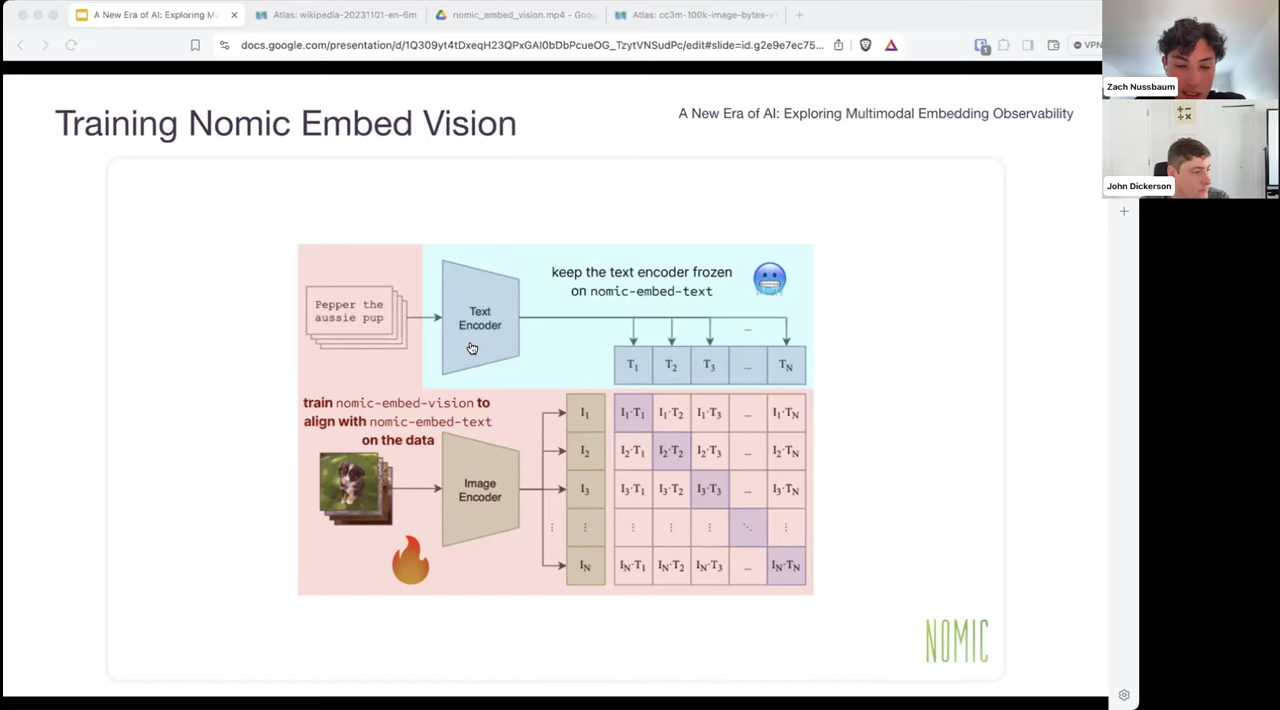 A New Era of AI: Exploring Mu
Atlas: wikipedia-20231101-en-6m
nomic_embed_vision.mp4 - Goog
Atlas: cc3m-100k-image-bytes-v
docs.google.com/presentation/d/1Q309yt4tDxeqH23QPxGAI0bDbPcueOG_TzytVNSudPc/edit#slide=id.g2e9e7ec75...
1
VPN
Zach Nussbaum
John Dickerson
Training Nomic Embed Vision
A New Era of AI: Exploring Multimodal Embedding Observability
Pepper the
aussie pup
Text
Encoder
keep the text encoder frozen
on nomic-embed-text
...
T1 T2 T3 ... TN
train nomic-embed-vision to
align with nomic-embed-text
on the data
Image
Encoder
I1 I1·T1 I1·T2 I1·T3 ... I1·TN
I2 I2·T1 I2·T2 I2·T3 ... I2·TN
I3 I3·T1 I3·T2 I3·T3 ... I3·TN
⋮ ⋮ ⋮ ⋮ ⋮ ⋱ ⋮
IN IN·T1 IN·T2 IN·T3 ... IN·TN
NOMIC